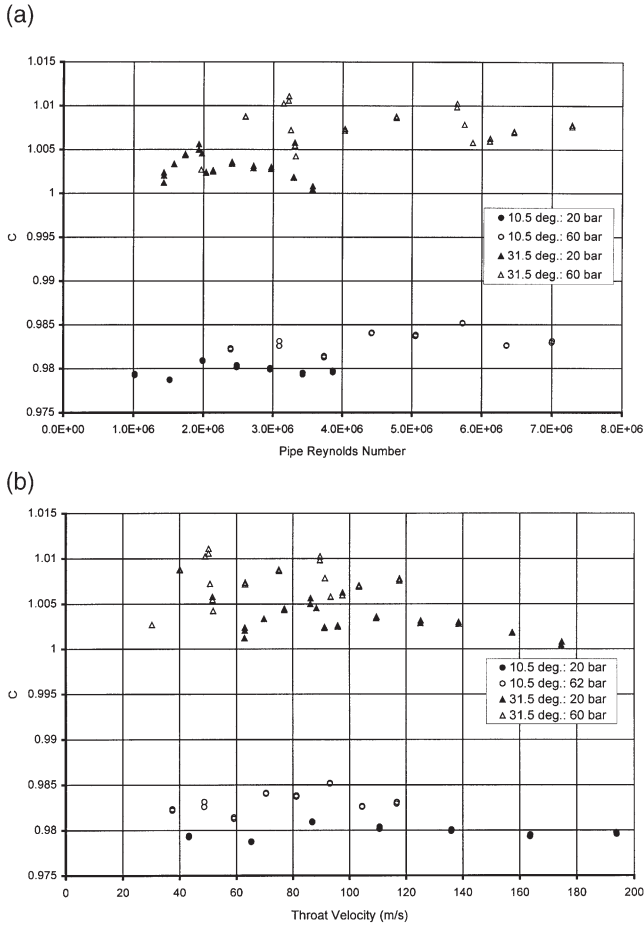 (a)
1.015
1.01
1.005
1
0.995
0.99
0.985
0.98
0.975
C
10.5 deg.: 20 bar
10.5 deg.: 60 bar
31.5 deg.: 20 bar
31.5 deg.: 60 bar
0.0E+00 1.0E+06 2.0E+06 3.0E+06 4.0E+06 5.0E+06 6.0E+06 7.0E+06 8.0E+06
Pipe Reynolds Number
(b)
1.015
1.01
1.005
1
0.995
0.99
0.985
0.98
0.975
C
10.5 deg.: 20 bar
10.5 deg.: 62 bar
31.5 deg.: 20 bar
31.5 deg.: 60 bar
0 20 40 60 80 100 120 140 160 180 200
Throat Velocity (m/s)